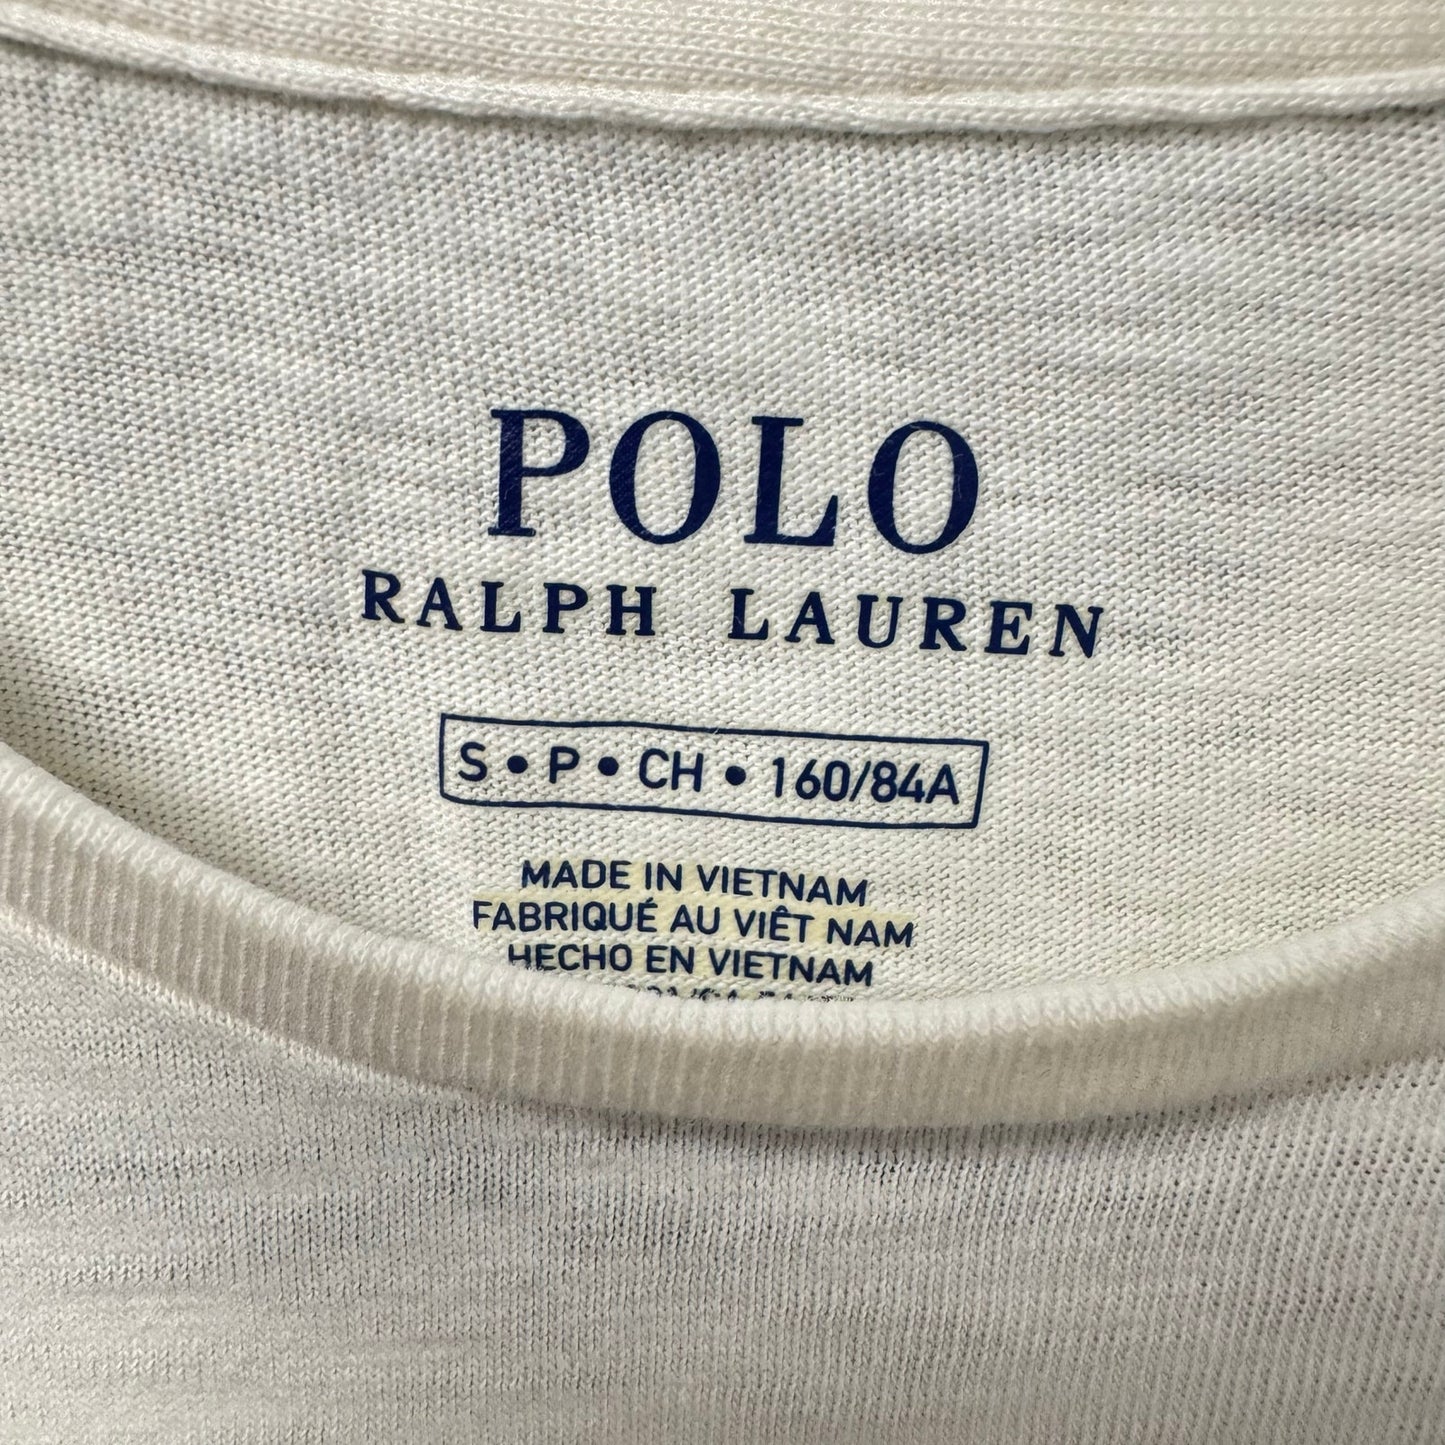 POLO
RALPH LAUREN
S • P • CH • 160/84A
MADE IN VIETNAM
FABRIQUÉ AU VIÊT NAM
HECHO EN VIETNAM